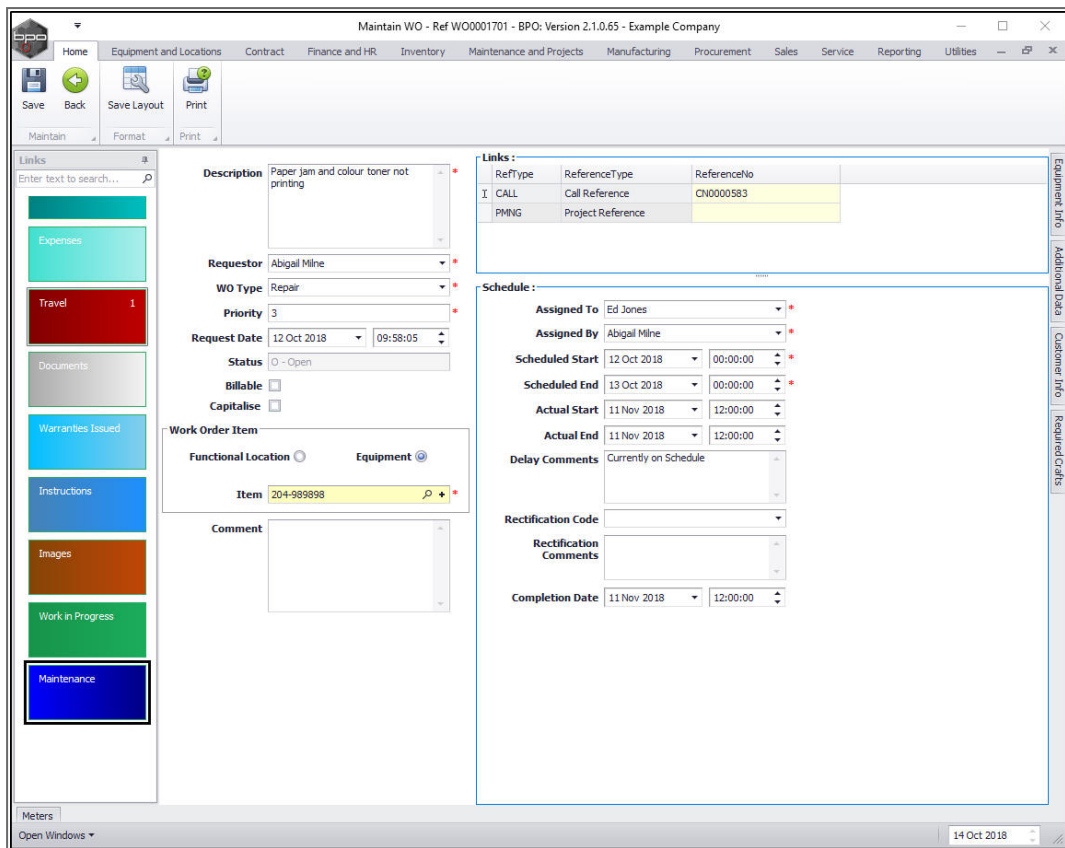 Maintain WO - Ref WO0001701 - BPO: Version 2.1.0.65 - Example Company
bpo
Home Equipment and Locations Contract Finance and HR Inventory Maintenance and Projects Manufacturing Procurement Sales Service Reporting Utilities
Save Back Save Layout Print
Maintain Format Print
Links
Enter text to search...
Expenses
Travel 1
Documents
Warranties Issued
Instructions
Images
Work in Progress
Maintenance
Description Paper jam and colour toner not
printing
*
Requestor Abigail Milne *
WO Type Repair *
Priority 3 *
Request Date 12 Oct 2018 09:58:05
Status O - Open
Billable
Capitalise
Work Order Item
Functional Location Equipment
Item 204-989898 *
Comment
Links :
RefType ReferenceType ReferenceNo
CALL Call Reference CN0000583
PMNG Project Reference
Schedule :
Assigned To Ed Jones *
Assigned By Abigail Milne *
Scheduled Start 12 Oct 2018 00:00:00 *
Scheduled End 13 Oct 2018 00:00:00 *
Actual Start 11 Nov 2018 12:00:00
Actual End 11 Nov 2018 12:00:00
Delay Comments Currently on Schedule
Rectification Code
Rectification
Comments
Completion Date 11 Nov 2018 12:00:00
Equipment Info
Additional Data
Customer Info
Required Crafts
Meters
Open Windows 14 Oct 2018